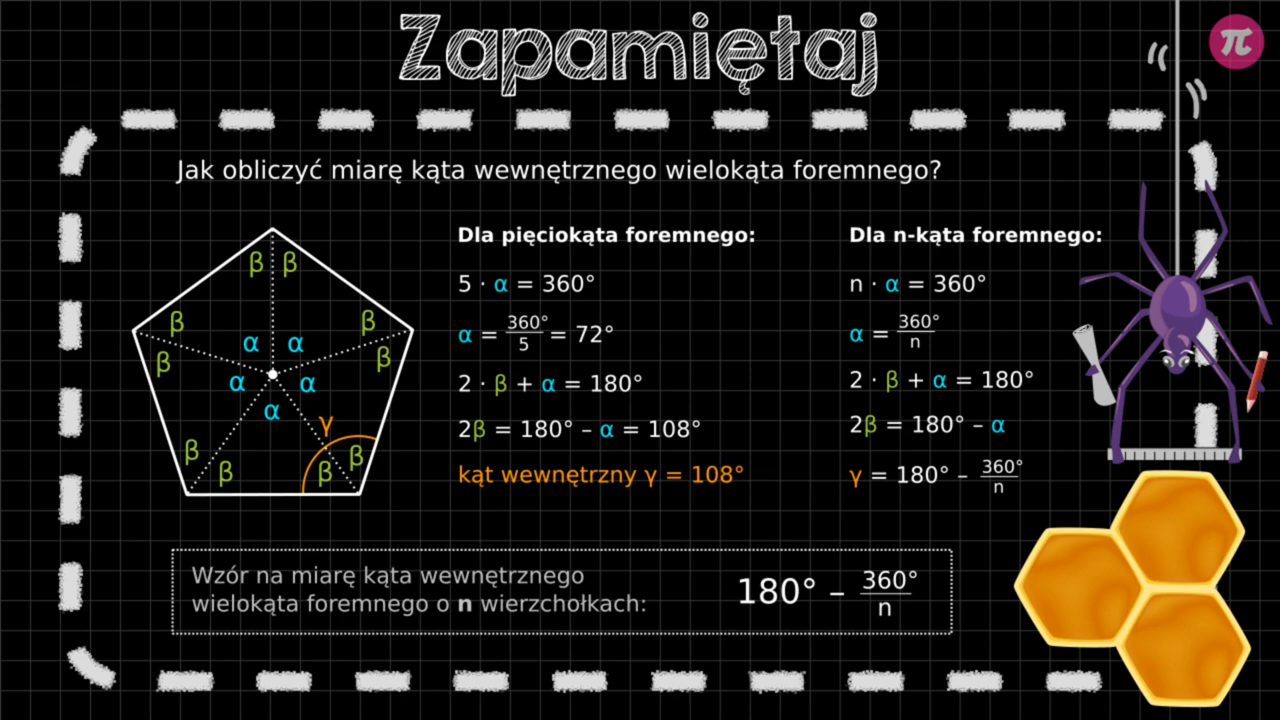 Zapamiętaj
π
Jak obliczyć miarę kąta wewnętrznego wielokąta foremnego?
β β
β β
β β
α α
α α
α
γ
β β
β β
Dla pięciokąta foremnego:
5 · α = 360°
α = 360°/5 = 72°
2 · β + α = 180°
2β = 180° – α = 108°
kąt wewnętrzny γ = 108°
Dla n-kąta foremnego:
n · α = 360°
α = 360°/n
2 · β + α = 180°
2β = 180° – α
γ = 180° – 360°/n
Wzór na miarę kąta wewnętrznego
wielokąta foremnego o n wierzchołkach:
180° – 360°/n